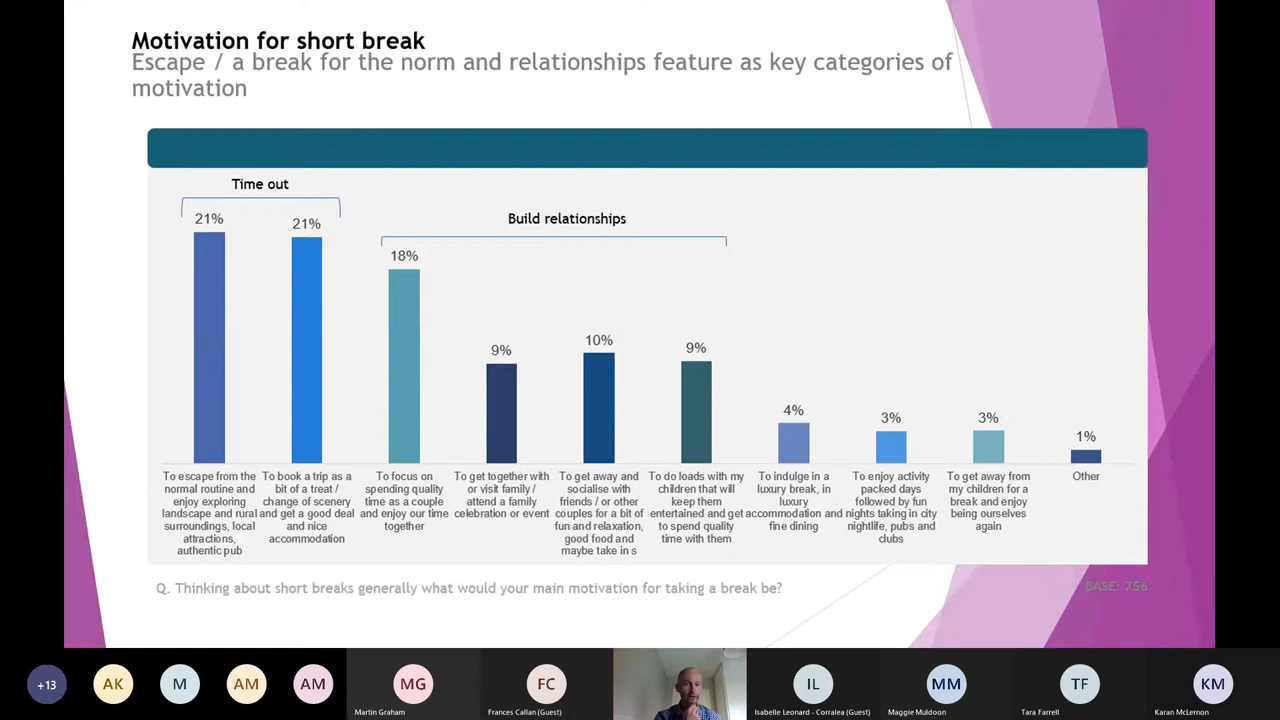 Motivation for short break
Escape / a break for the norm and relationships feature as key categories of
motivation
Time out
Build relationships
21%
21%
18%
9%
10%
9%
4%
3%
3%
1%
To escape from the
normal routine and
enjoy exploring
landscape and rural
surroundings, local
attractions,
authentic pub
To book a trip as a
bit of a treat /
change of scenery
and get a good deal
and nice
accommodation
To focus on
spending quality
time as a couple
and enjoy our time
together
To get together with
or visit family /
attend a family
celebration or event
To get away and
socialise with
friends / or other
couples for a bit of
fun and relaxation,
good food and
maybe take in s
To do loads with my
children that will
keep them
entertained and get
to spend quality
time with them
To indulge in a
luxury break, in
luxury
accommodation and
fine dining
To enjoy activity
packed days
followed by fun
nights taking in city
nightlife, pubs and
clubs
To get away from
my children for a
break and enjoy
being ourselves
again
Other
Q. Thinking about short breaks generally what would your main motivation for taking a break be?
BASE: 756
+13
AK
M
AM
AM
MG
Martin Graham
FC
Frances Callan (Guest)
IL
Isabelle Leonard - Corralea (Guest)
MM
Maggie Muldoon
TF
Tara Farrell
KM
Karan McLernon